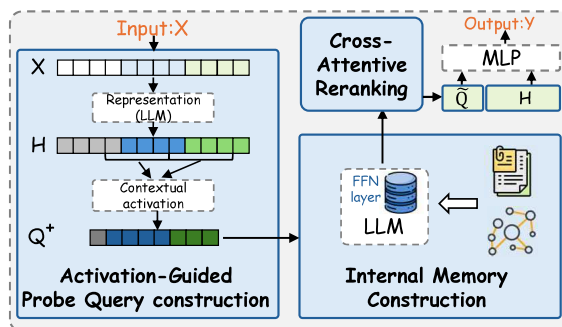 Input:X
X
Representation
(LLM)
H
Contextual
activation
Q+
Activation-Guided
Probe Query construction
Cross-
Attentive
Reranking
Output:Y
MLP
Q̃
H
FFN
layer
LLM
Internal Memory
Construction